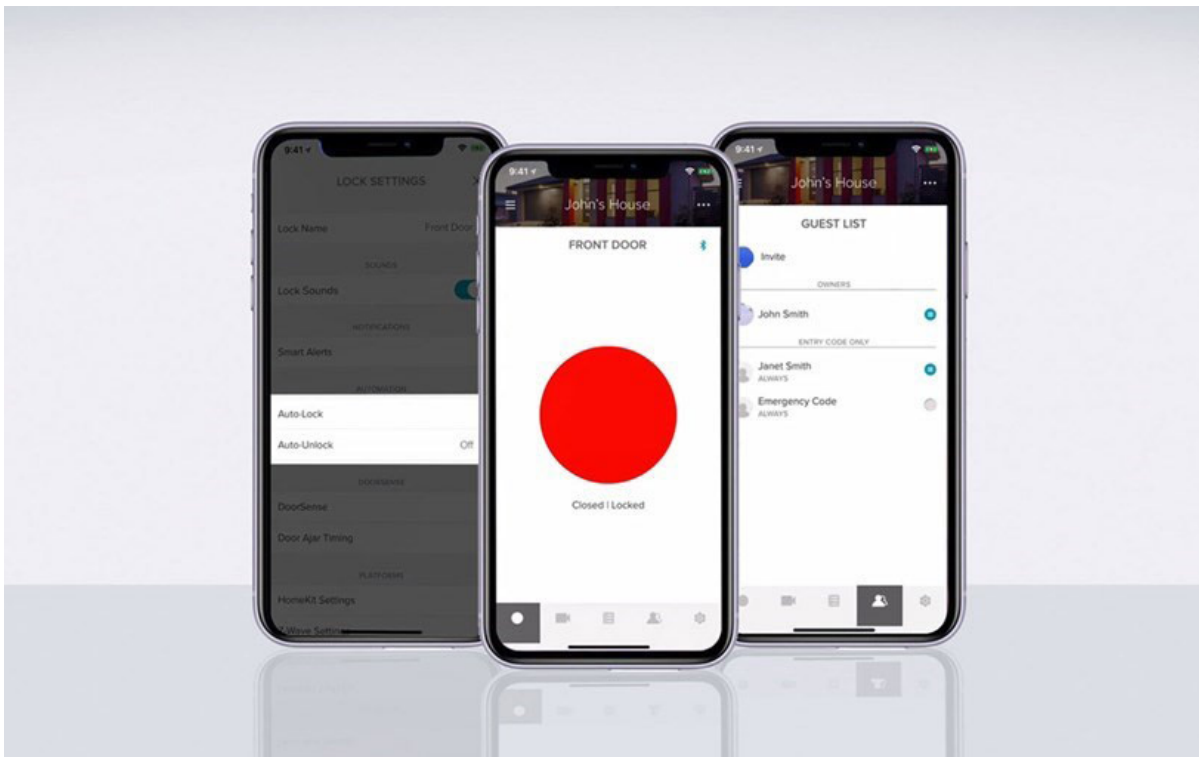 9:41
LOCK SETTINGS
Lock Name Front Door
SOUNDS
Lock Sounds
NOTIFICATIONS
Smart Alerts
AUTOMATION
Auto-Lock
Auto-Unlock Off
DOORSENSE
DoorSense
Door Ajar Timing
PLATFORMS
HomeKit Settings
Z-Wave Settings
9:41
John's House
FRONT DOOR
Closed | Locked
9:41
John's House
GUEST LIST
Invite
OWNERS
John Smith
ENTRY CODE ONLY
Janet Smith
ALWAYS
Emergency Code
ALWAYS